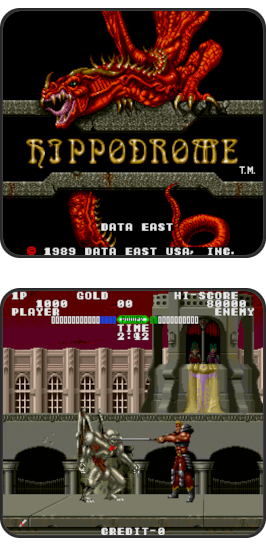 HIPPODROME
T.M.
DATA EAST
© 1989 DATA EAST USA, INC.
1P GOLD HI-SCORE
1000 00 80000
PLAYER ENEMY
POWER
TIME
2:42
CREDIT-0